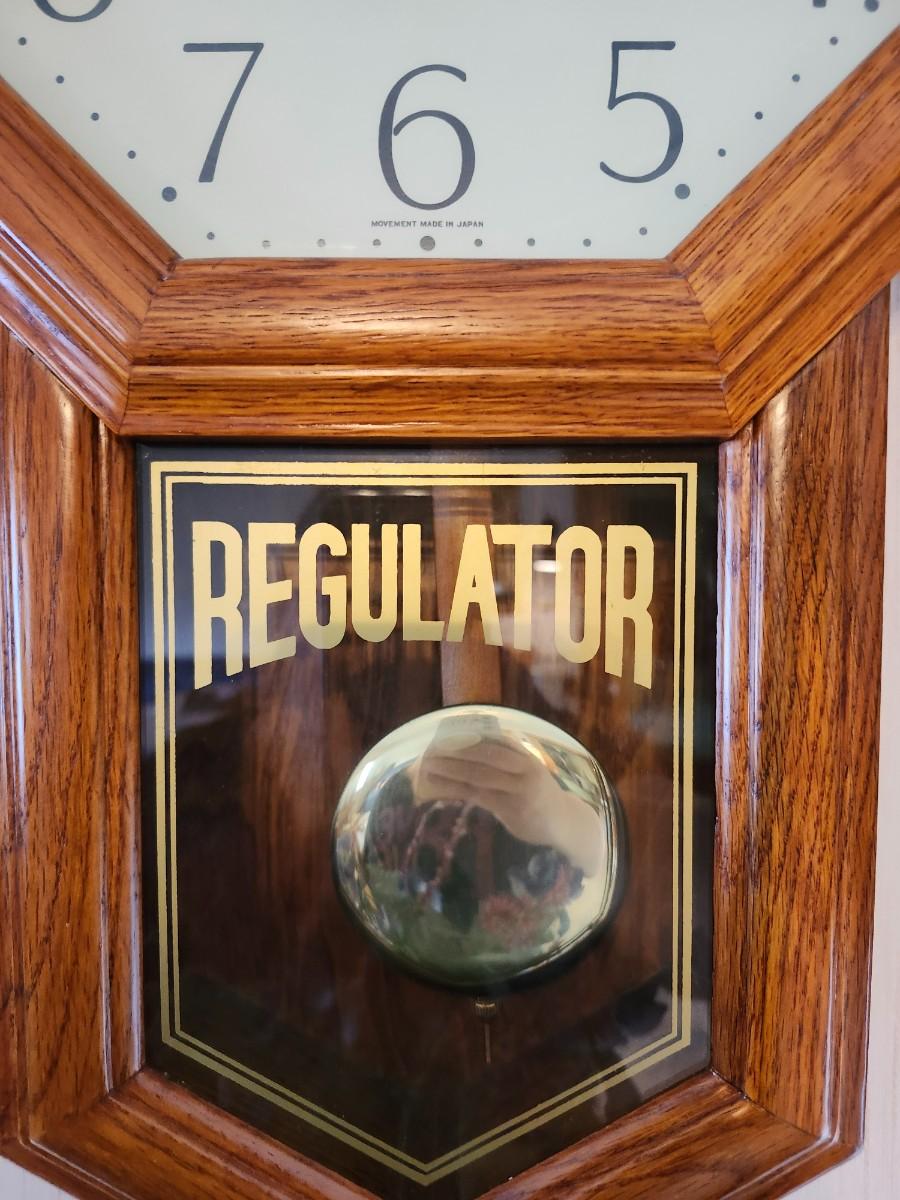 7 6 5
MOVEMENT MADE IN JAPAN
REGULATOR